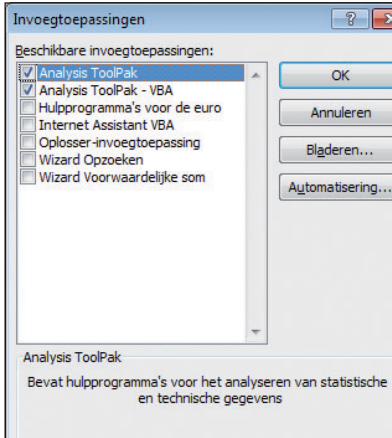 Invoegtoepassingen
Beschikbare invoegtoepassingen:
Analysis ToolPak
Analysis ToolPak - VBA
Hulpprogramma's voor de euro
Internet Assistant VBA
Oplosser-invoegtoepassing
Wizard Opzoeken
Wizard Voorwaardelijke som
OK
Annuleren
Bladeren...
Automatisering...
Analysis ToolPak
Bevat hulpprogramma's voor het analyseren van statistische
en technische gegevens